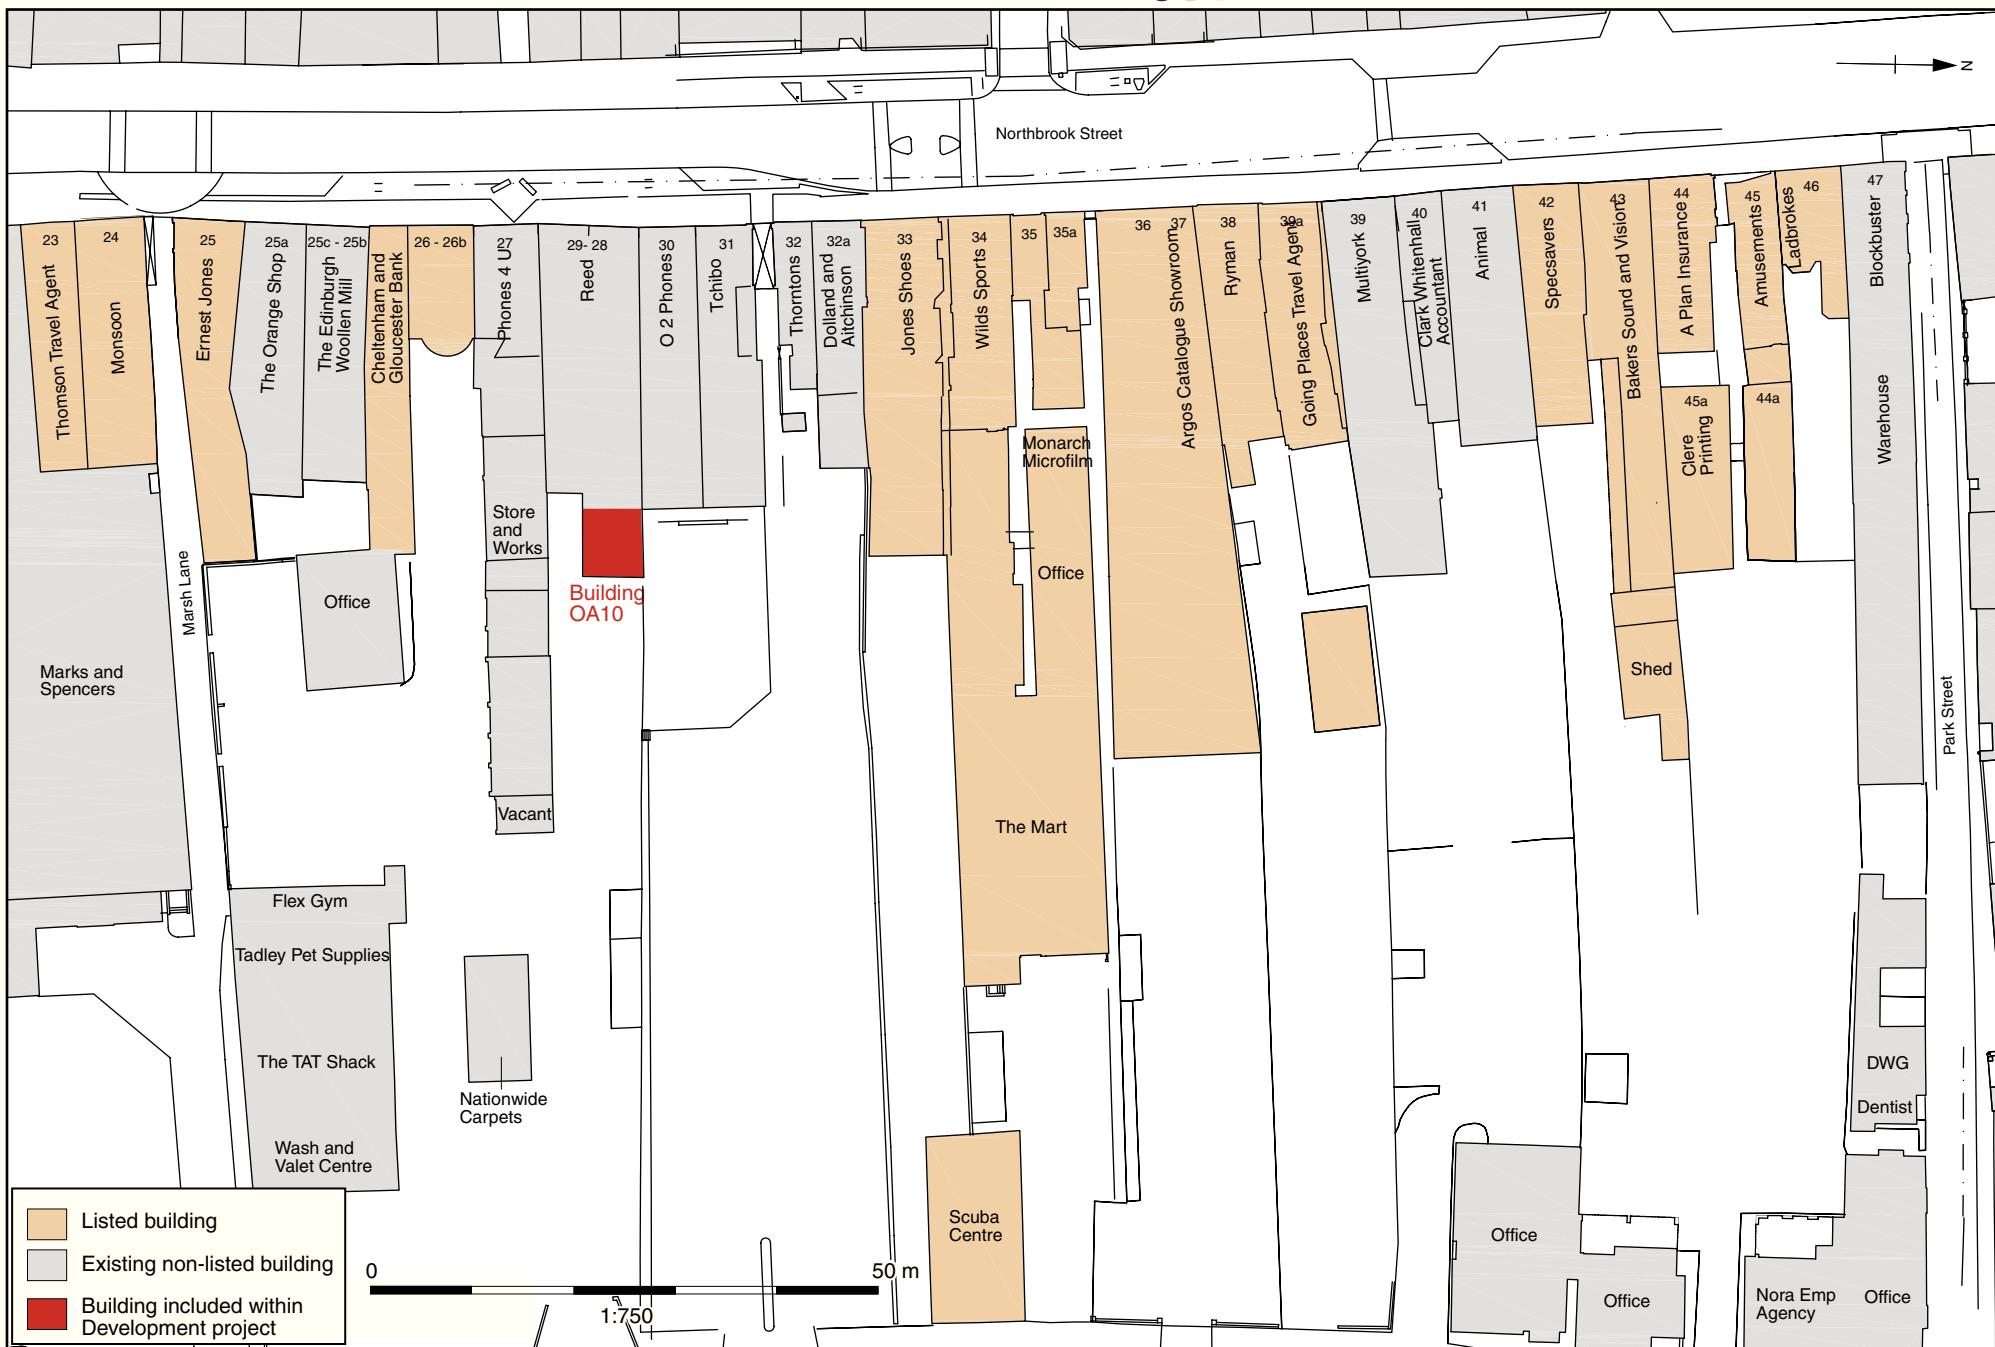 Northbrook Street
N
23
Thomson Travel Agent
24
Monsoon
25
Ernest Jones
25a
The Orange Shop
25c - 25b
The Edinburgh
Woollen Mill
Cheltenham and
Gloucester Bank
26 - 26b
27
Phones 4 U
29- 28
Reed
30
O 2 Phones
31
Tchibo
32
Thorntons
32a
Dolland and
Aitchinson
33
Jones Shoes
34
Wilds Sports
35
35a
36
37
Argos Catalogue Showroom
38
Ryman
39a
Going Places Travel Agent
39
Multiyork
40
Clark Whitenhall
Accountant
41
Animal
42
Specsavers
43
Bakers Sound and Vision
44
A Plan Insurance
45
Amusements
Ladbrokes
46
47
Blockbuster
Warehouse
45a
Clere
Printing
44a
Monarch
Microfilm
Office
Store
and
Works
Building
OA10
Office
Marsh Lane
Marks and
Spencers
Shed
Park Street
Vacant
The Mart
Flex Gym
Tadley Pet Supplies
The TAT Shack
Wash and
Valet Centre
Nationwide
Carpets
DWG
Dentist
Scuba
Centre
Office
Office
Nora Emp
Agency
Office
Listed building
Existing non-listed building
Building included within
Development project
0
50 m
1:750